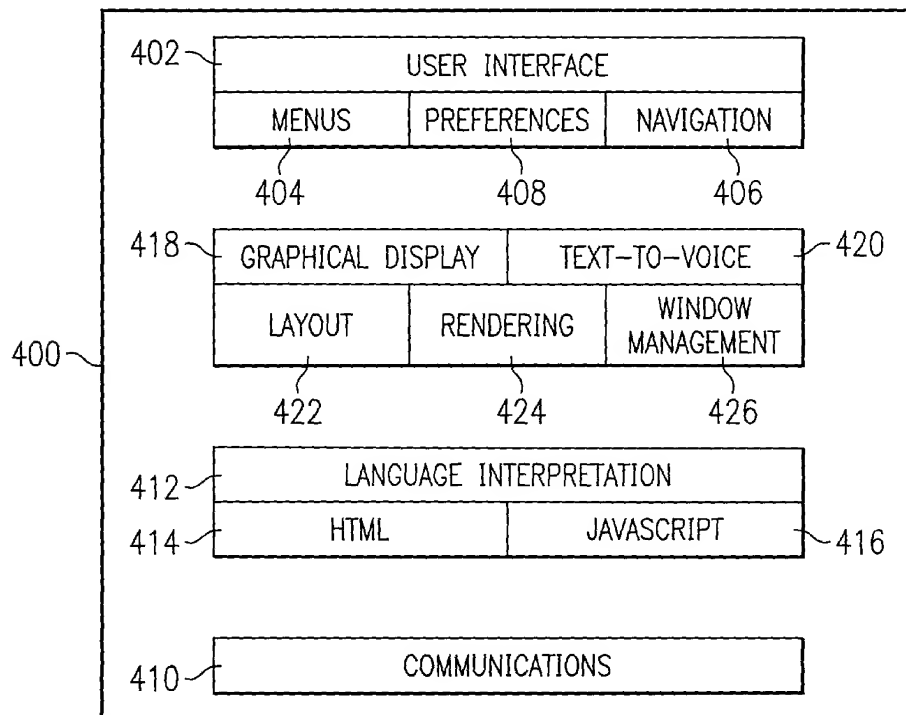 402
USER INTERFACE
MENUS PREFERENCES NAVIGATION
404 408 406
418 GRAPHICAL DISPLAY TEXT-TO-VOICE 420
LAYOUT RENDERING WINDOW MANAGEMENT
400
422 424 426
412 LANGUAGE INTERPRETATION
414 HTML JAVASCRIPT 416
410 COMMUNICATIONS